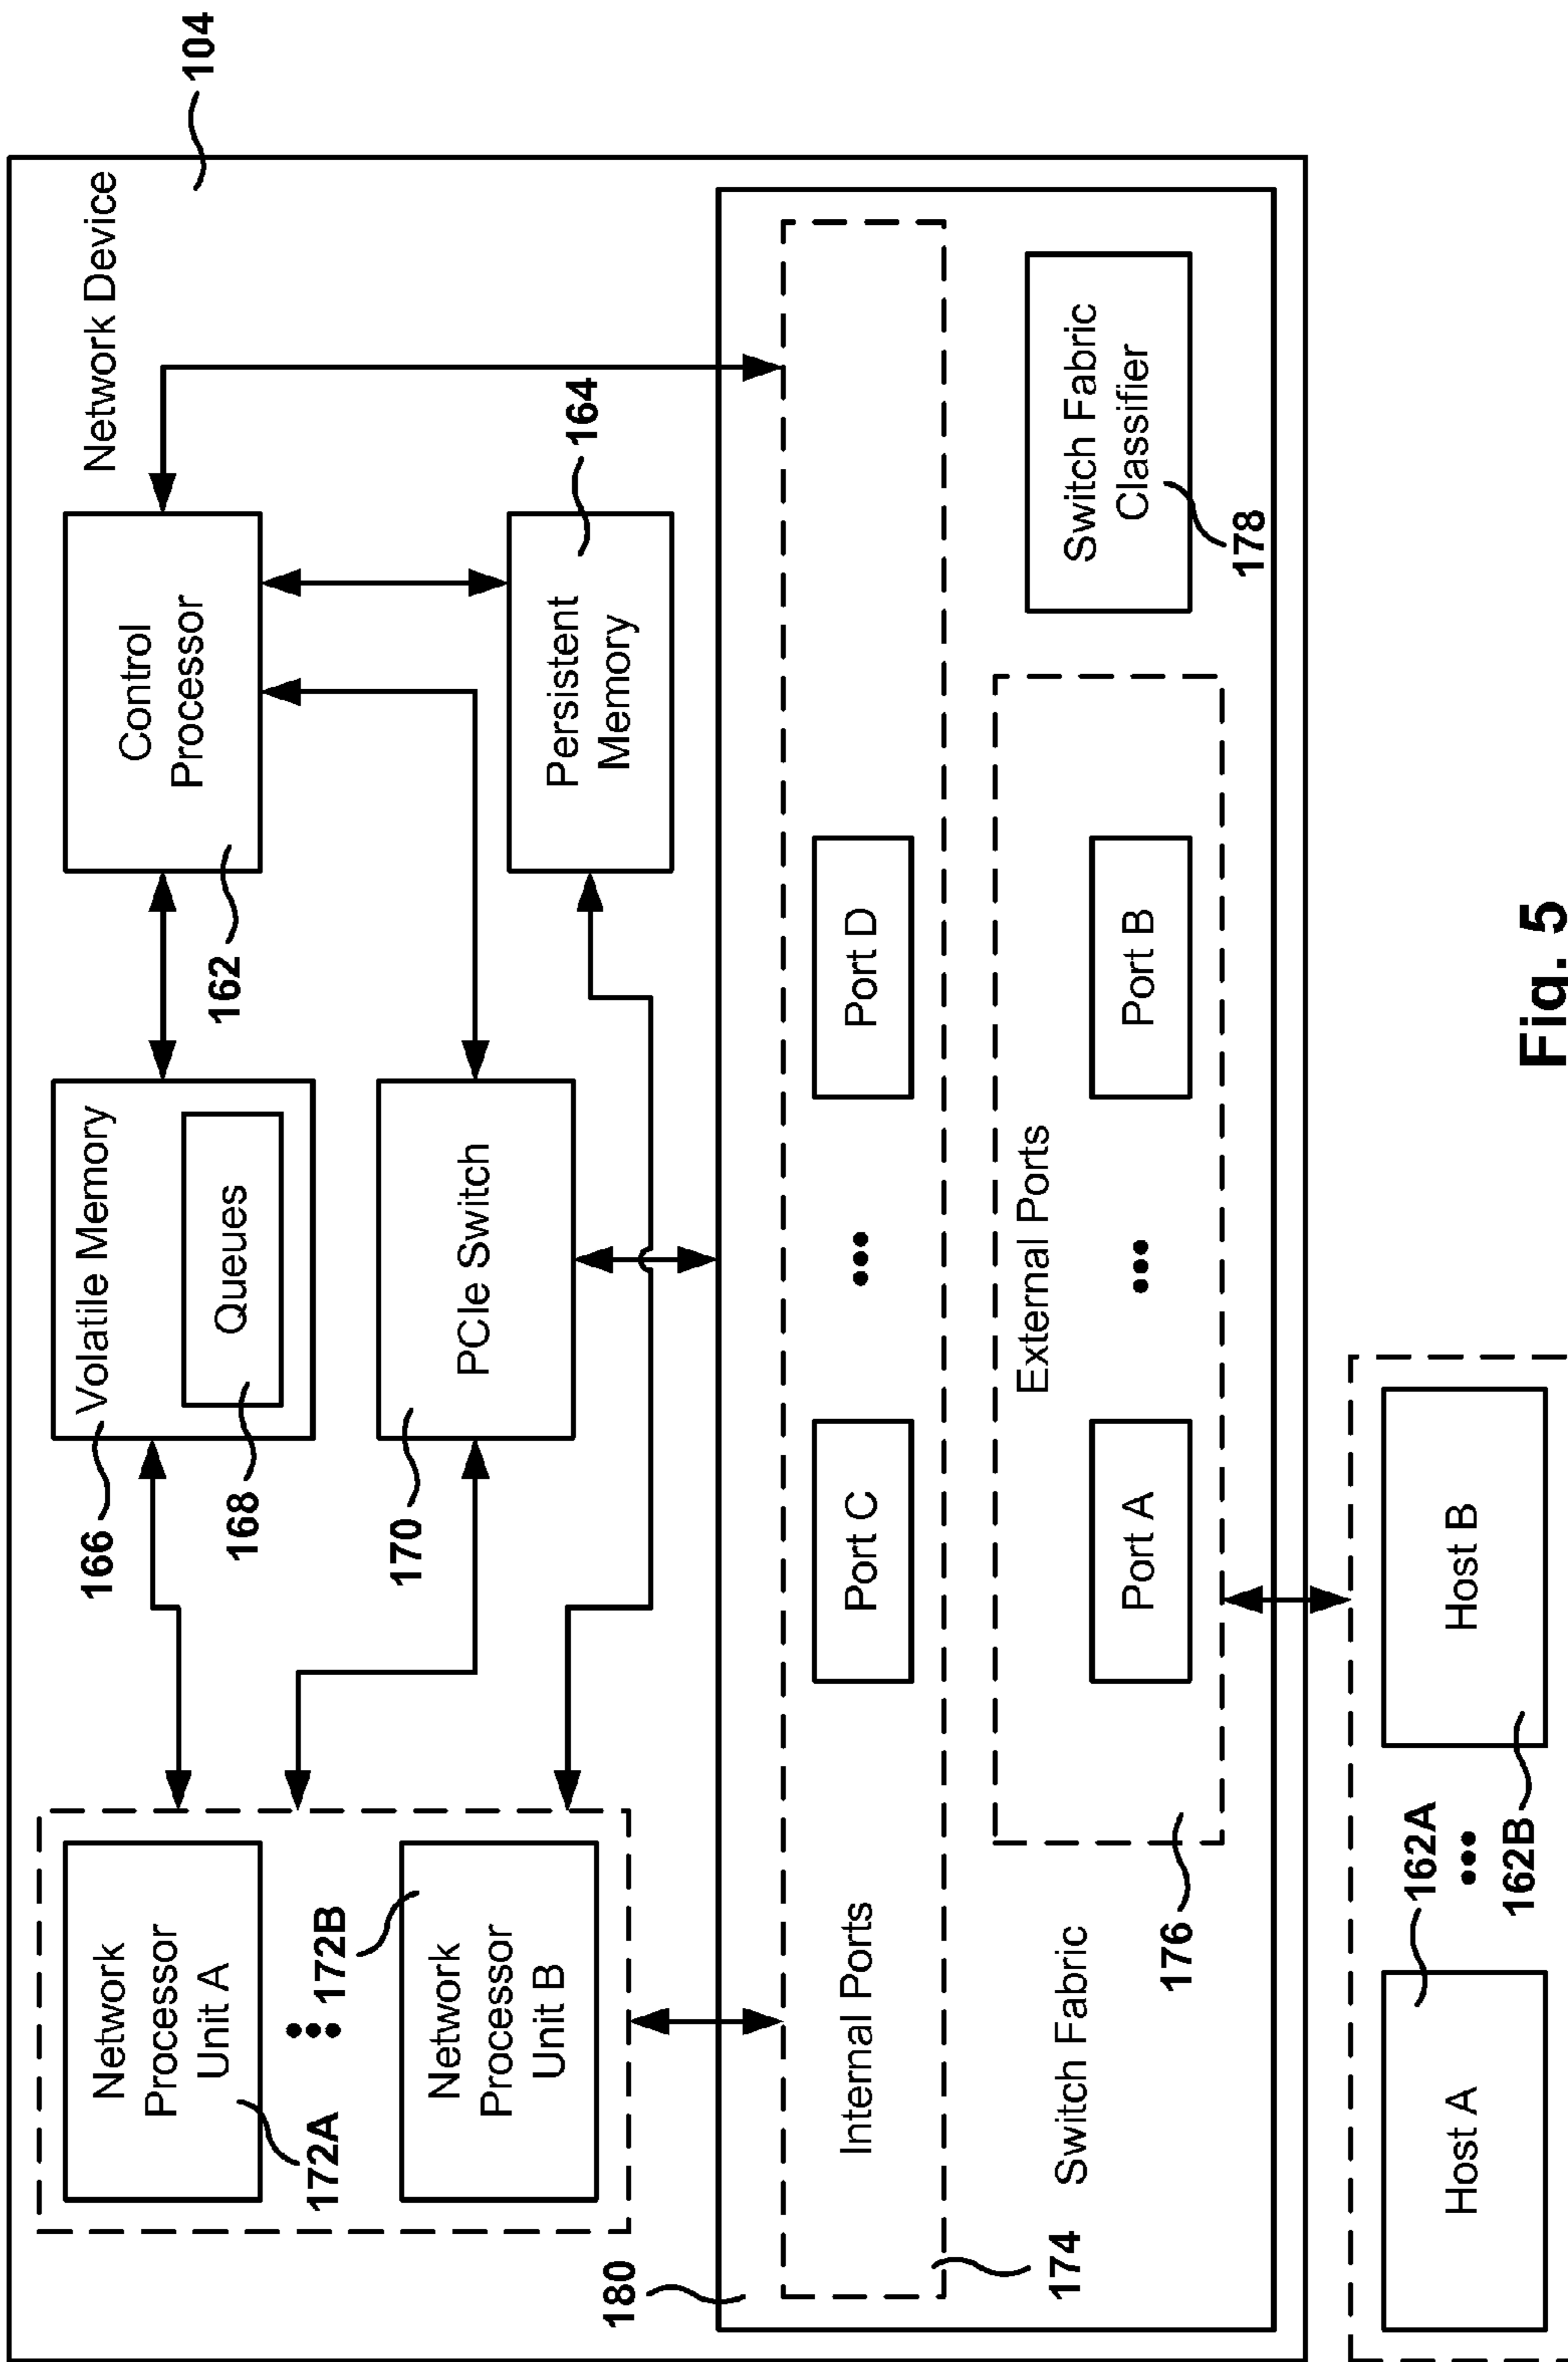 104
Network Device
Network
Processor
Unit A
172A
172B
Network
Processor
Unit B
166
Volatile Memory
Queues
168
162
Control
Processor
170
PCIe Switch
Persistent
Memory
164
180
Internal Ports
Port C
•••
Port D
174
Switch Fabric
External Ports
Port A
•••
Port B
176
Switch Fabric
Classifier
178
Host A
162A
•••
162B
Host B
Fig. 5